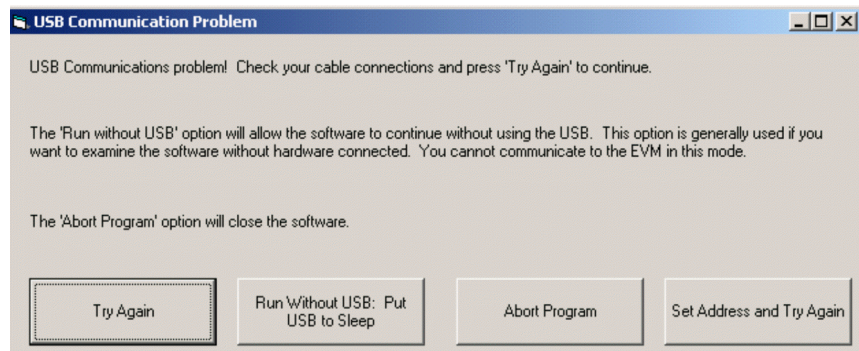 USB Communication Problem
USB Communications problem!  Check your cable connections and press 'Try Again' to continue.
The 'Run without USB' option will allow the software to continue without using the USB.  This option is generally used if you
want to examine the software without hardware connected.  You cannot communicate to the EVM in this mode.
The 'Abort Program' option will close the software.
Try Again
Run Without USB:  Put
USB to Sleep
Abort Program
Set Address and Try Again